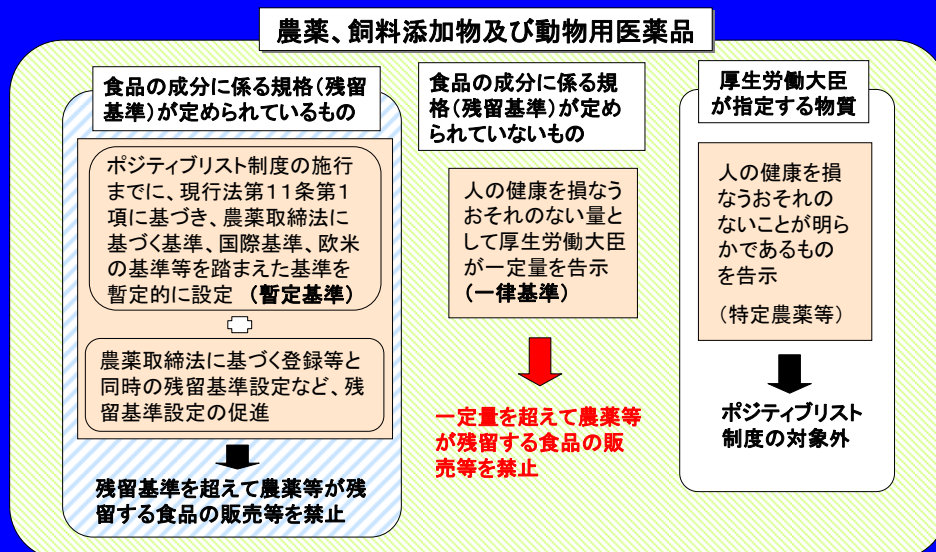 農薬、飼料添加物及び動物用医薬品
食品の成分に係る規格(残留
基準)が定められているもの
ポジティブリスト制度の施行
までに、現行法第11条第1
項に基づき、農薬取締法に
基づく基準、国際基準、欧米
の基準等を踏まえた基準を
暫定的に設定 (暫定基準)
農薬取締法に基づく登録等と
同時の残留基準設定など、残
留基準設定の促進
残留基準を超えて農薬等が残
留する食品の販売等を禁止
食品の成分に係る規
格(残留基準)が定め
られていないもの
人の健康を損なう
おそれのない量と
して厚生労働大臣
が一定量を告示
(一律基準)
一定量を超えて農薬等
が残留する食品の販
売等を禁止
厚生労働大臣
が指定する物質
人の健康を損
なうおそれの
ないことが明ら
かであるもの
を告示
(特定農薬等)
ポジティブリスト
制度の対象外